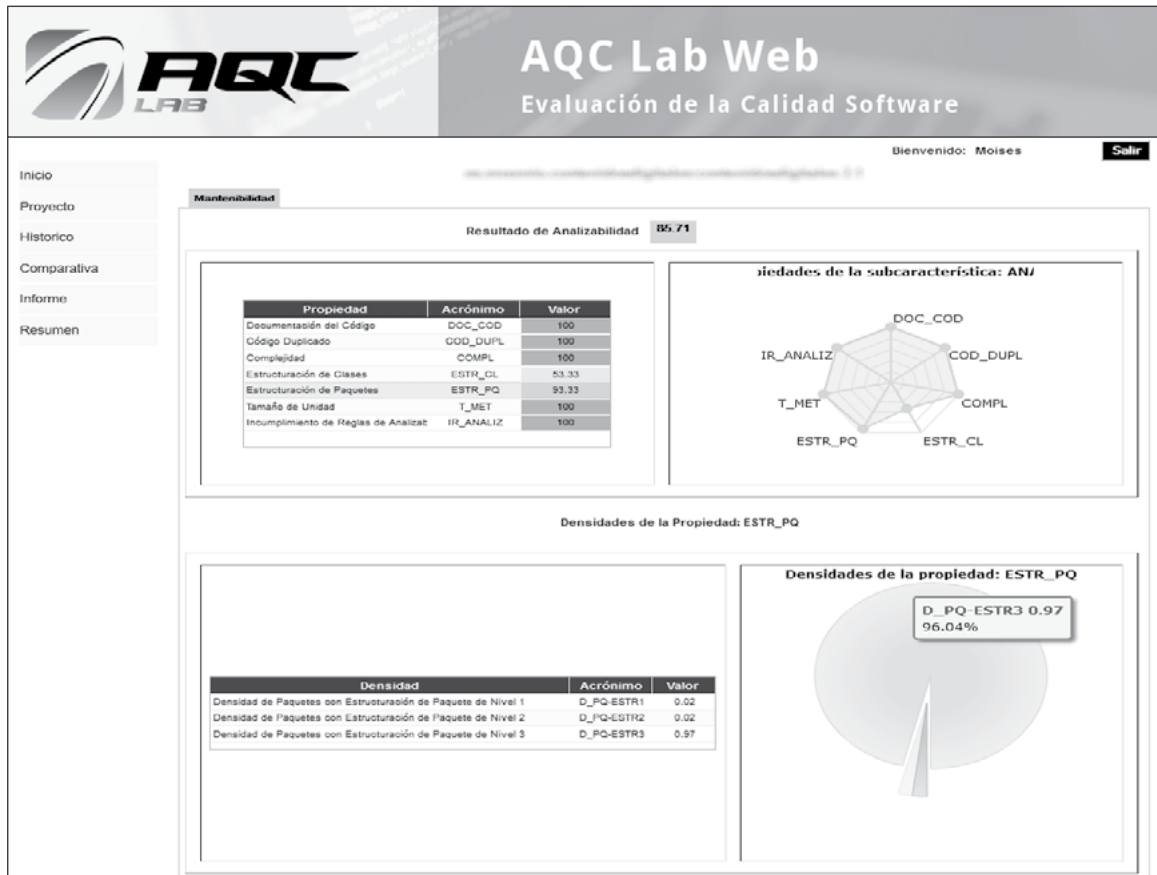 AQC
LAB
AQC Lab Web
Evaluación de la Calidad Software
Bienvenido: Moises
Salir
Inicio
Proyecto
Historico
Comparativa
Informe
Resumen
Mantenibilidad
Resultado de Analizabilidad 85.71
Propiedad Acrónimo Valor
Documentación del Código DOC_COD 100
Código Duplicado COD_DUPL 100
Complejidad COMPL 100
Estructuración de Clases ESTR_CL 53.33
Estructuración de Paquetes ESTR_PQ 93.33
Tamaño de Unidad T_MET 100
Incumplimiento de Reglas de Analizab IR_ANALIZ 100
piedades de la subcaracterística: ANA
DOC_COD
IR_ANALIZ COD_DUPL
T_MET COMPL
ESTR_PQ ESTR_CL
Densidades de la Propiedad: ESTR_PQ
Densidad Acrónimo Valor
Densidad de Paquetes con Estructuración de Paquete de Nivel 1 D_PQ-ESTR1 0.02
Densidad de Paquetes con Estructuración de Paquete de Nivel 2 D_PQ-ESTR2 0.02
Densidad de Paquetes con Estructuración de Paquete de Nivel 3 D_PQ-ESTR3 0.97
Densidades de la propiedad: ESTR_PQ
D_PQ-ESTR3 0.97
96.04%